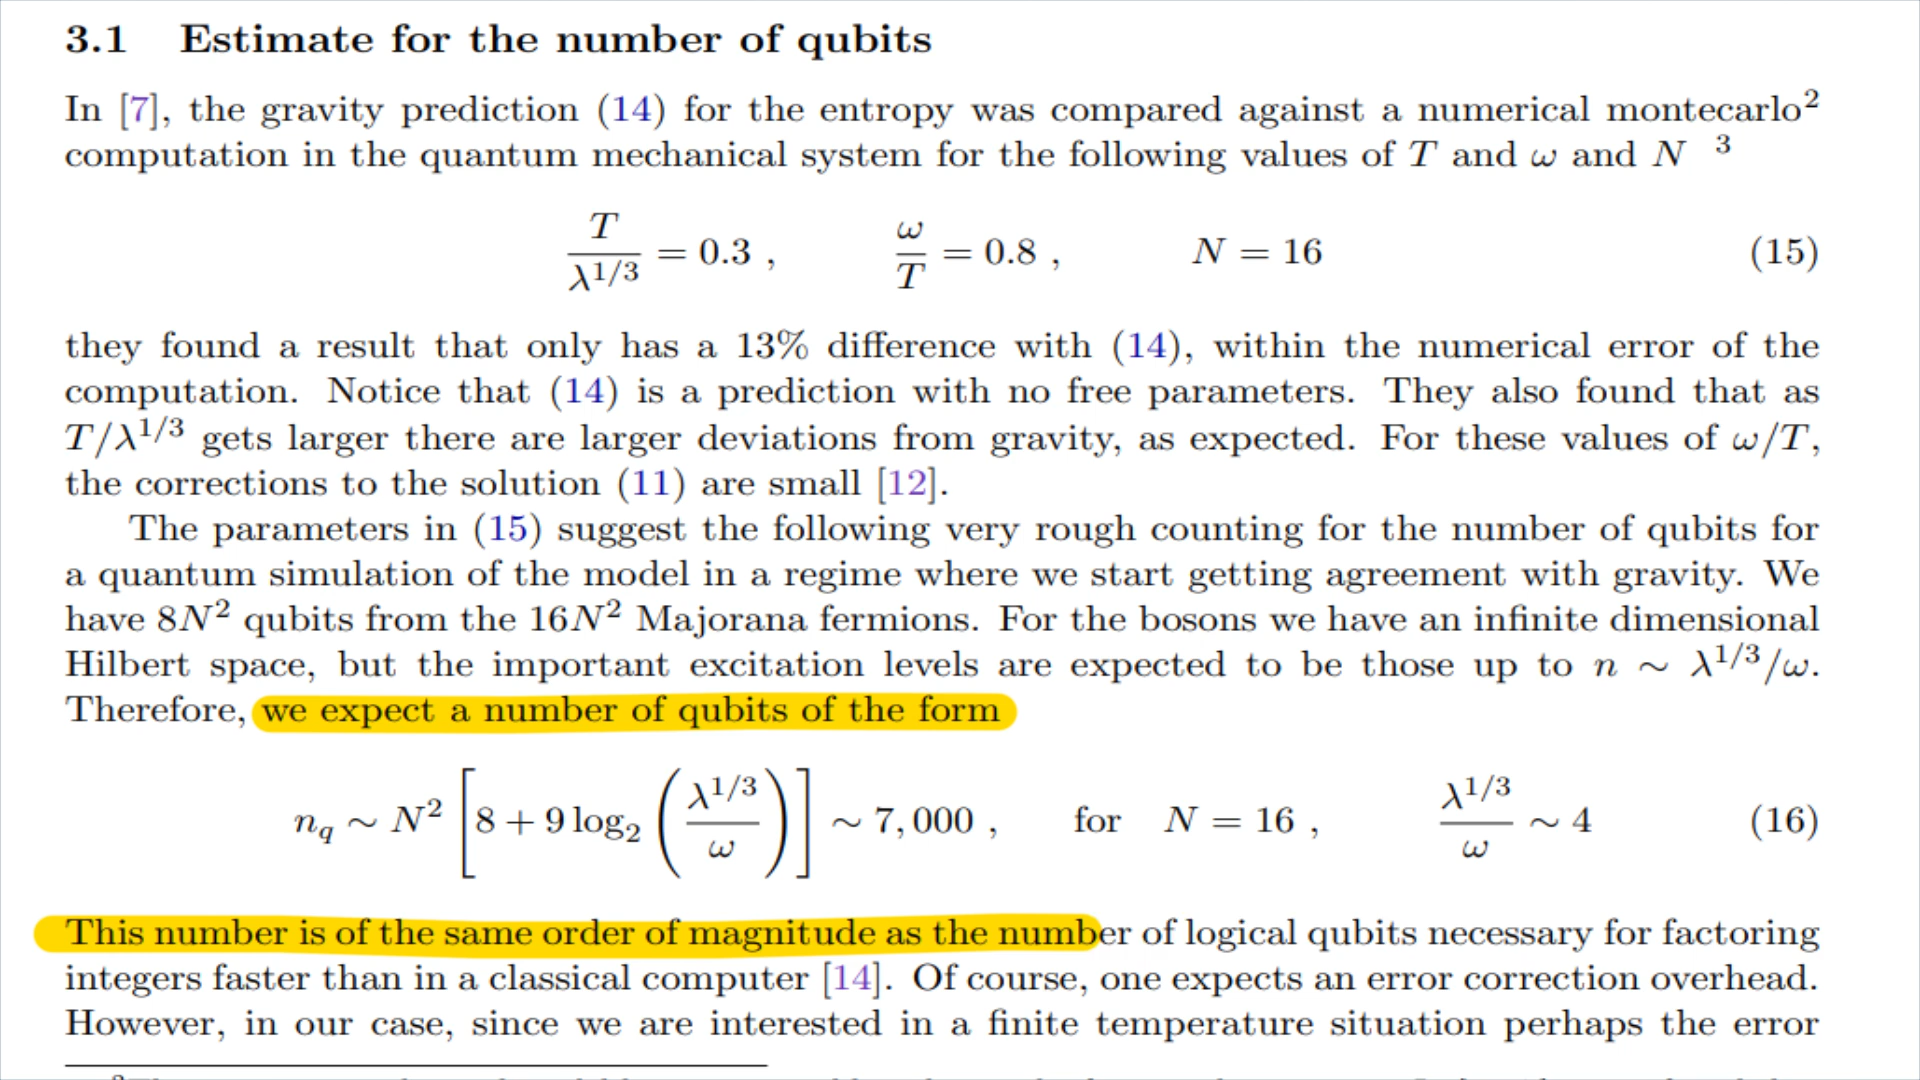 3.1 Estimate for the number of qubits
In [7], the gravity prediction (14) for the entropy was compared against a numerical montecarlo²
computation in the quantum mechanical system for the following values of T and ω and N ³
T/λ^{1/3} = 0.3 , ω/T = 0.8 , N = 16 (15)
they found a result that only has a 13% difference with (14), within the numerical error of the
computation. Notice that (14) is a prediction with no free parameters. They also found that as
T/λ^{1/3} gets larger there are larger deviations from gravity, as expected. For these values of ω/T,
the corrections to the solution (11) are small [12].
The parameters in (15) suggest the following very rough counting for the number of qubits for
a quantum simulation of the model in a regime where we start getting agreement with gravity. We
have 8N² qubits from the 16N² Majorana fermions. For the bosons we have an infinite dimensional
Hilbert space, but the important excitation levels are expected to be those up to n ∼ λ^{1/3}/ω.
Therefore, we expect a number of qubits of the form
n_q ∼ N² [8 + 9 log₂ (λ^{1/3}/ω)] ∼ 7,000 , for N = 16 , λ^{1/3}/ω ∼ 4 (16)
This number is of the same order of magnitude as the number of logical qubits necessary for factoring
integers faster than in a classical computer [14]. Of course, one expects an error correction overhead.
However, in our case, since we are interested in a finite temperature situation perhaps the error